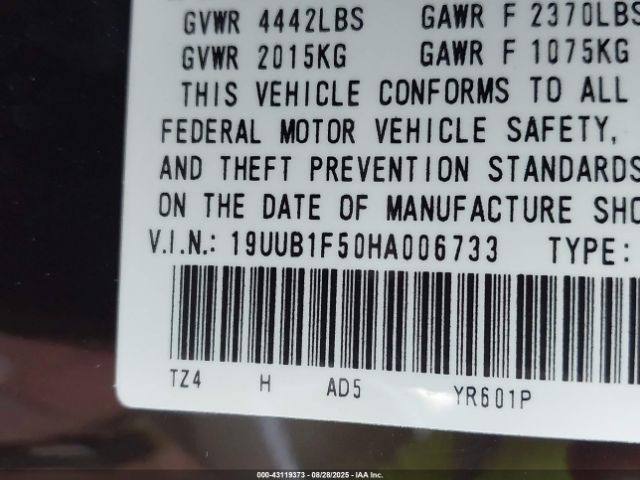 GVWR 4442LBS GAWR F 2370LBS
GVWR 2015KG GAWR F 1075KG
THIS VEHICLE CONFORMS TO ALL
FEDERAL MOTOR VEHICLE SAFETY,
AND THEFT PREVENTION STANDARDS
ON THE DATE OF MANUFACTURE SHO
V.I.N.: 19UUB1F50HA006733 TYPE:
TZ4 H AD5 YR601P
000-43119373 - 08/28/2025 - IAA Inc.